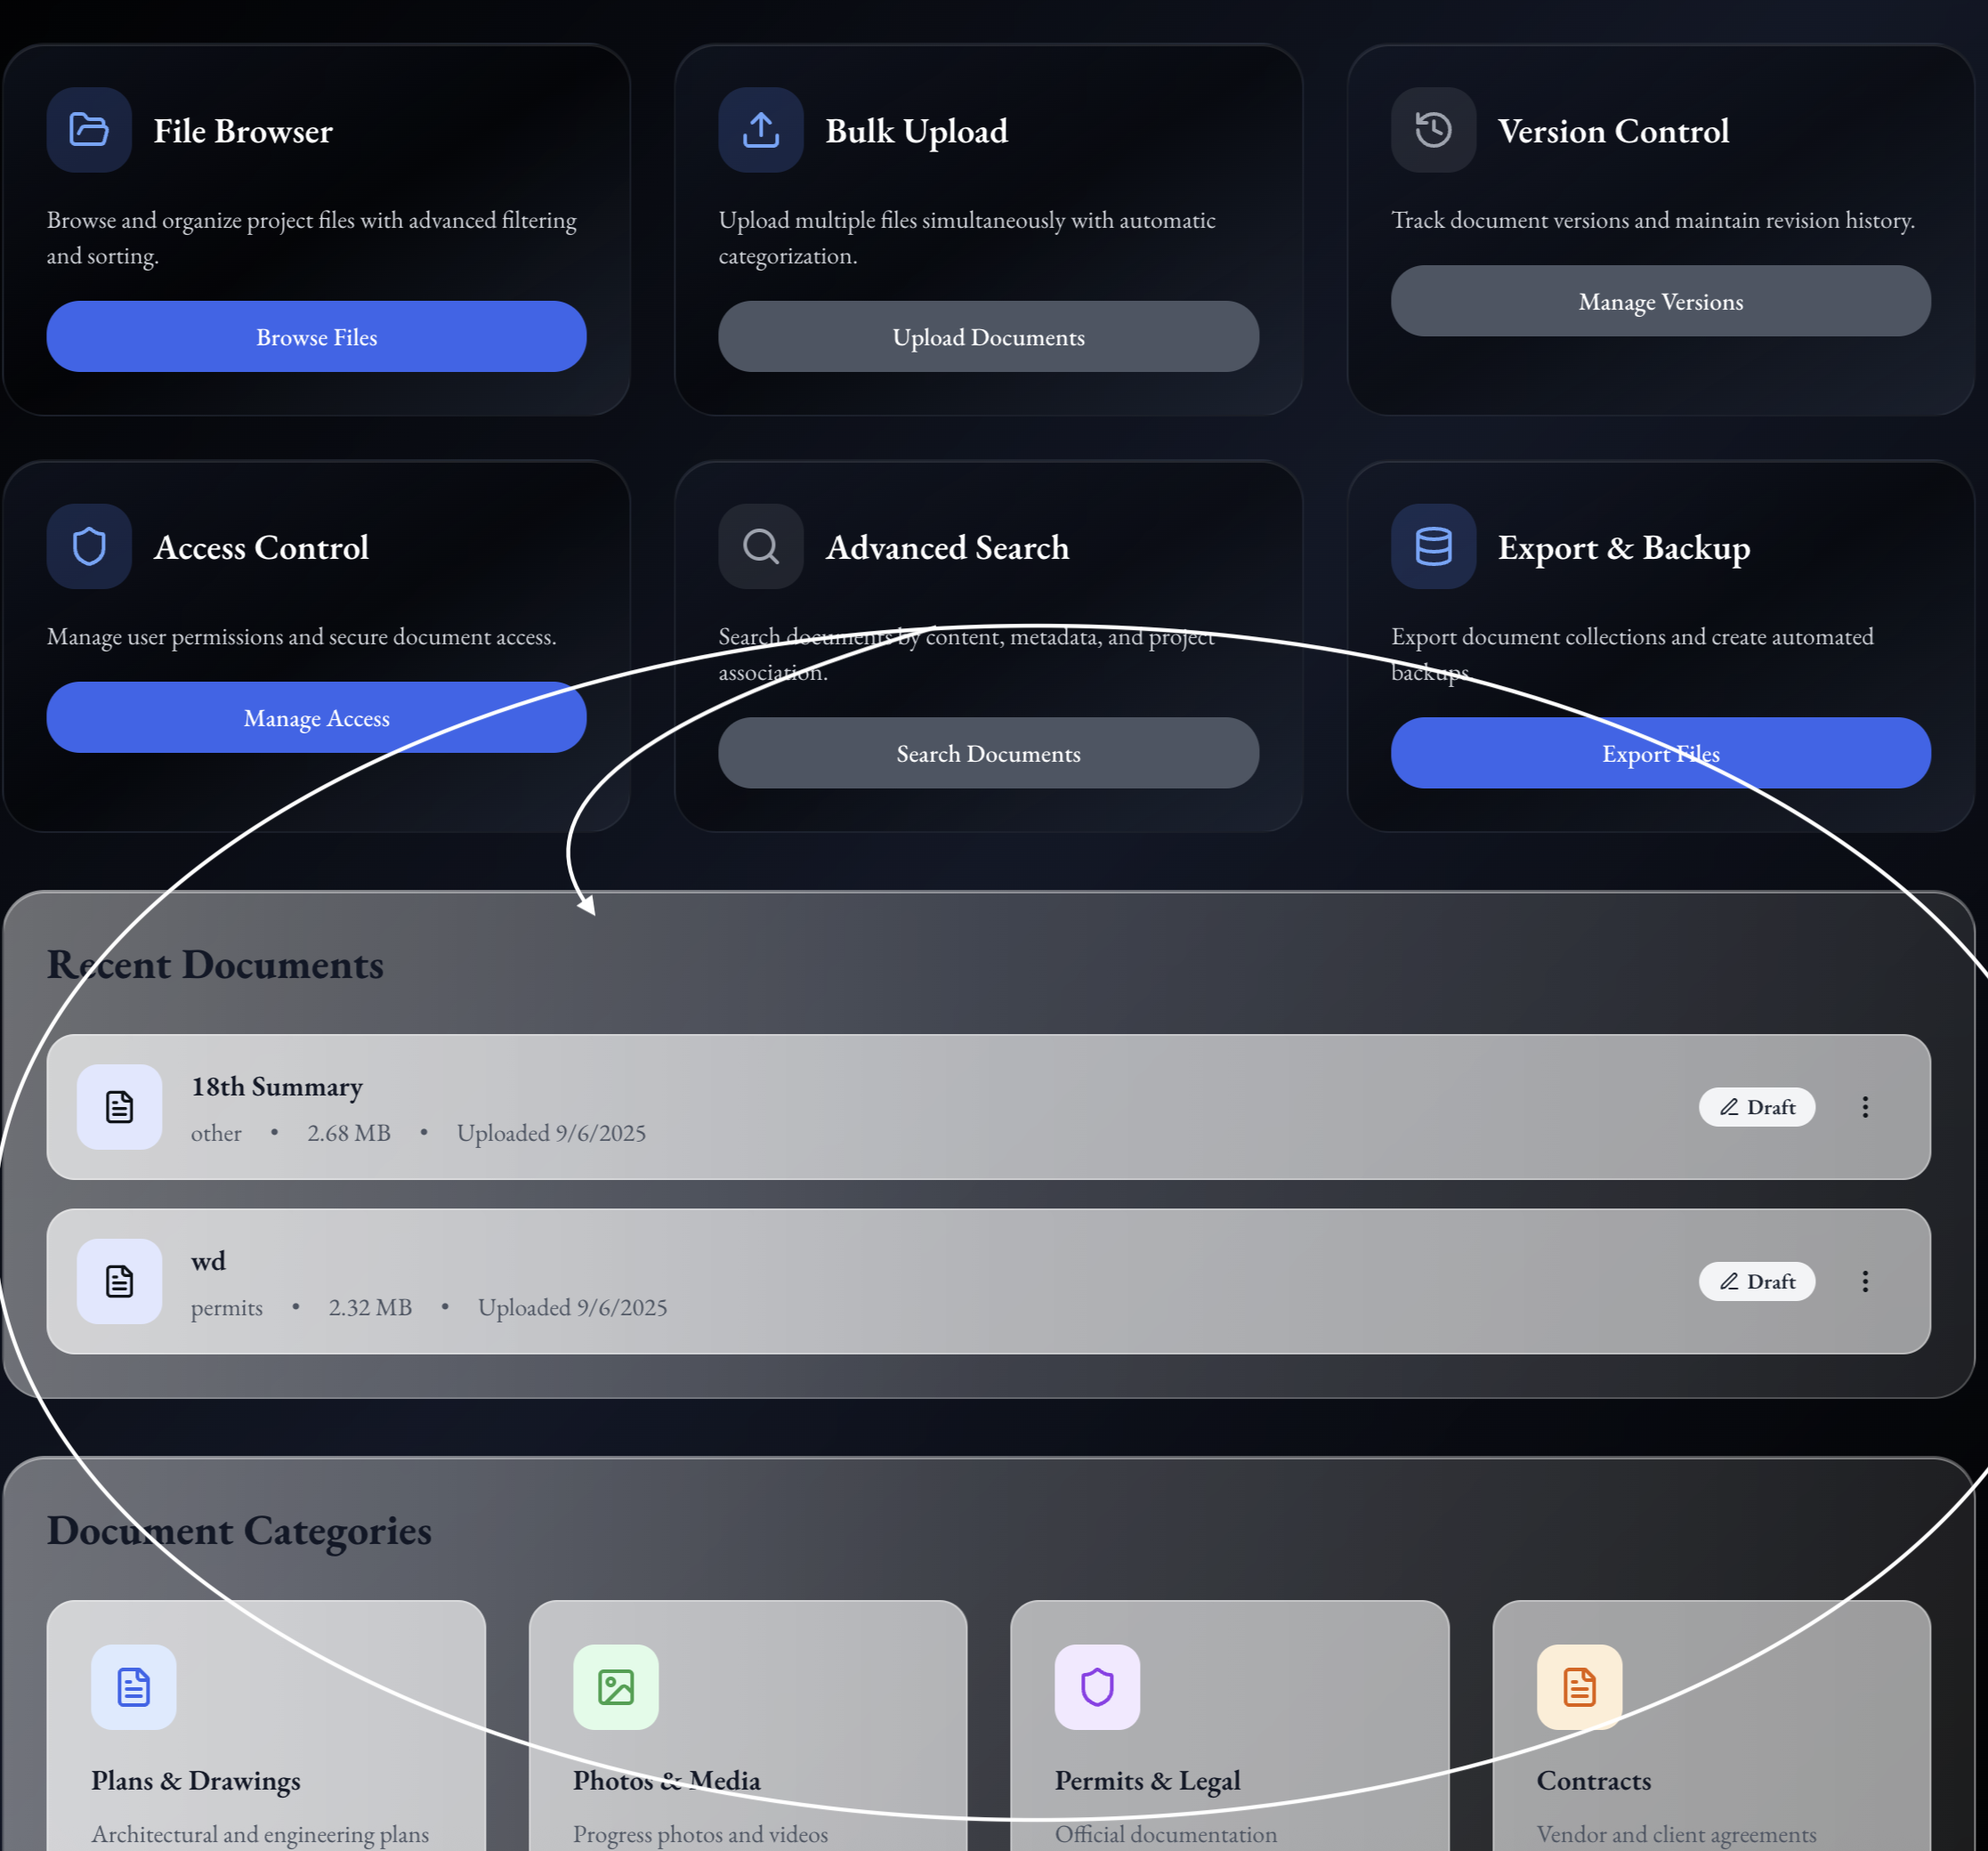 File Browser
Browse and organize project files with advanced filtering
and sorting.
Browse Files
Bulk Upload
Upload multiple files simultaneously with automatic
categorization.
Upload Documents
Version Control
Track document versions and maintain revision history.
Manage Versions
Access Control
Manage user permissions and secure document access.
Manage Access
Advanced Search
Search documents by content, metadata, and project
association.
Search Documents
Export & Backup
Export document collections and create automated
backups.
Export Files
Recent Documents
18th Summary
other • 2.68 MB • Uploaded 9/6/2025
Draft
wd
permits • 2.32 MB • Uploaded 9/6/2025
Draft
Document Categories
Plans & Drawings
Architectural and engineering plans
Photos & Media
Progress photos and videos
Permits & Legal
Official documentation
Contracts
Vendor and client agreements